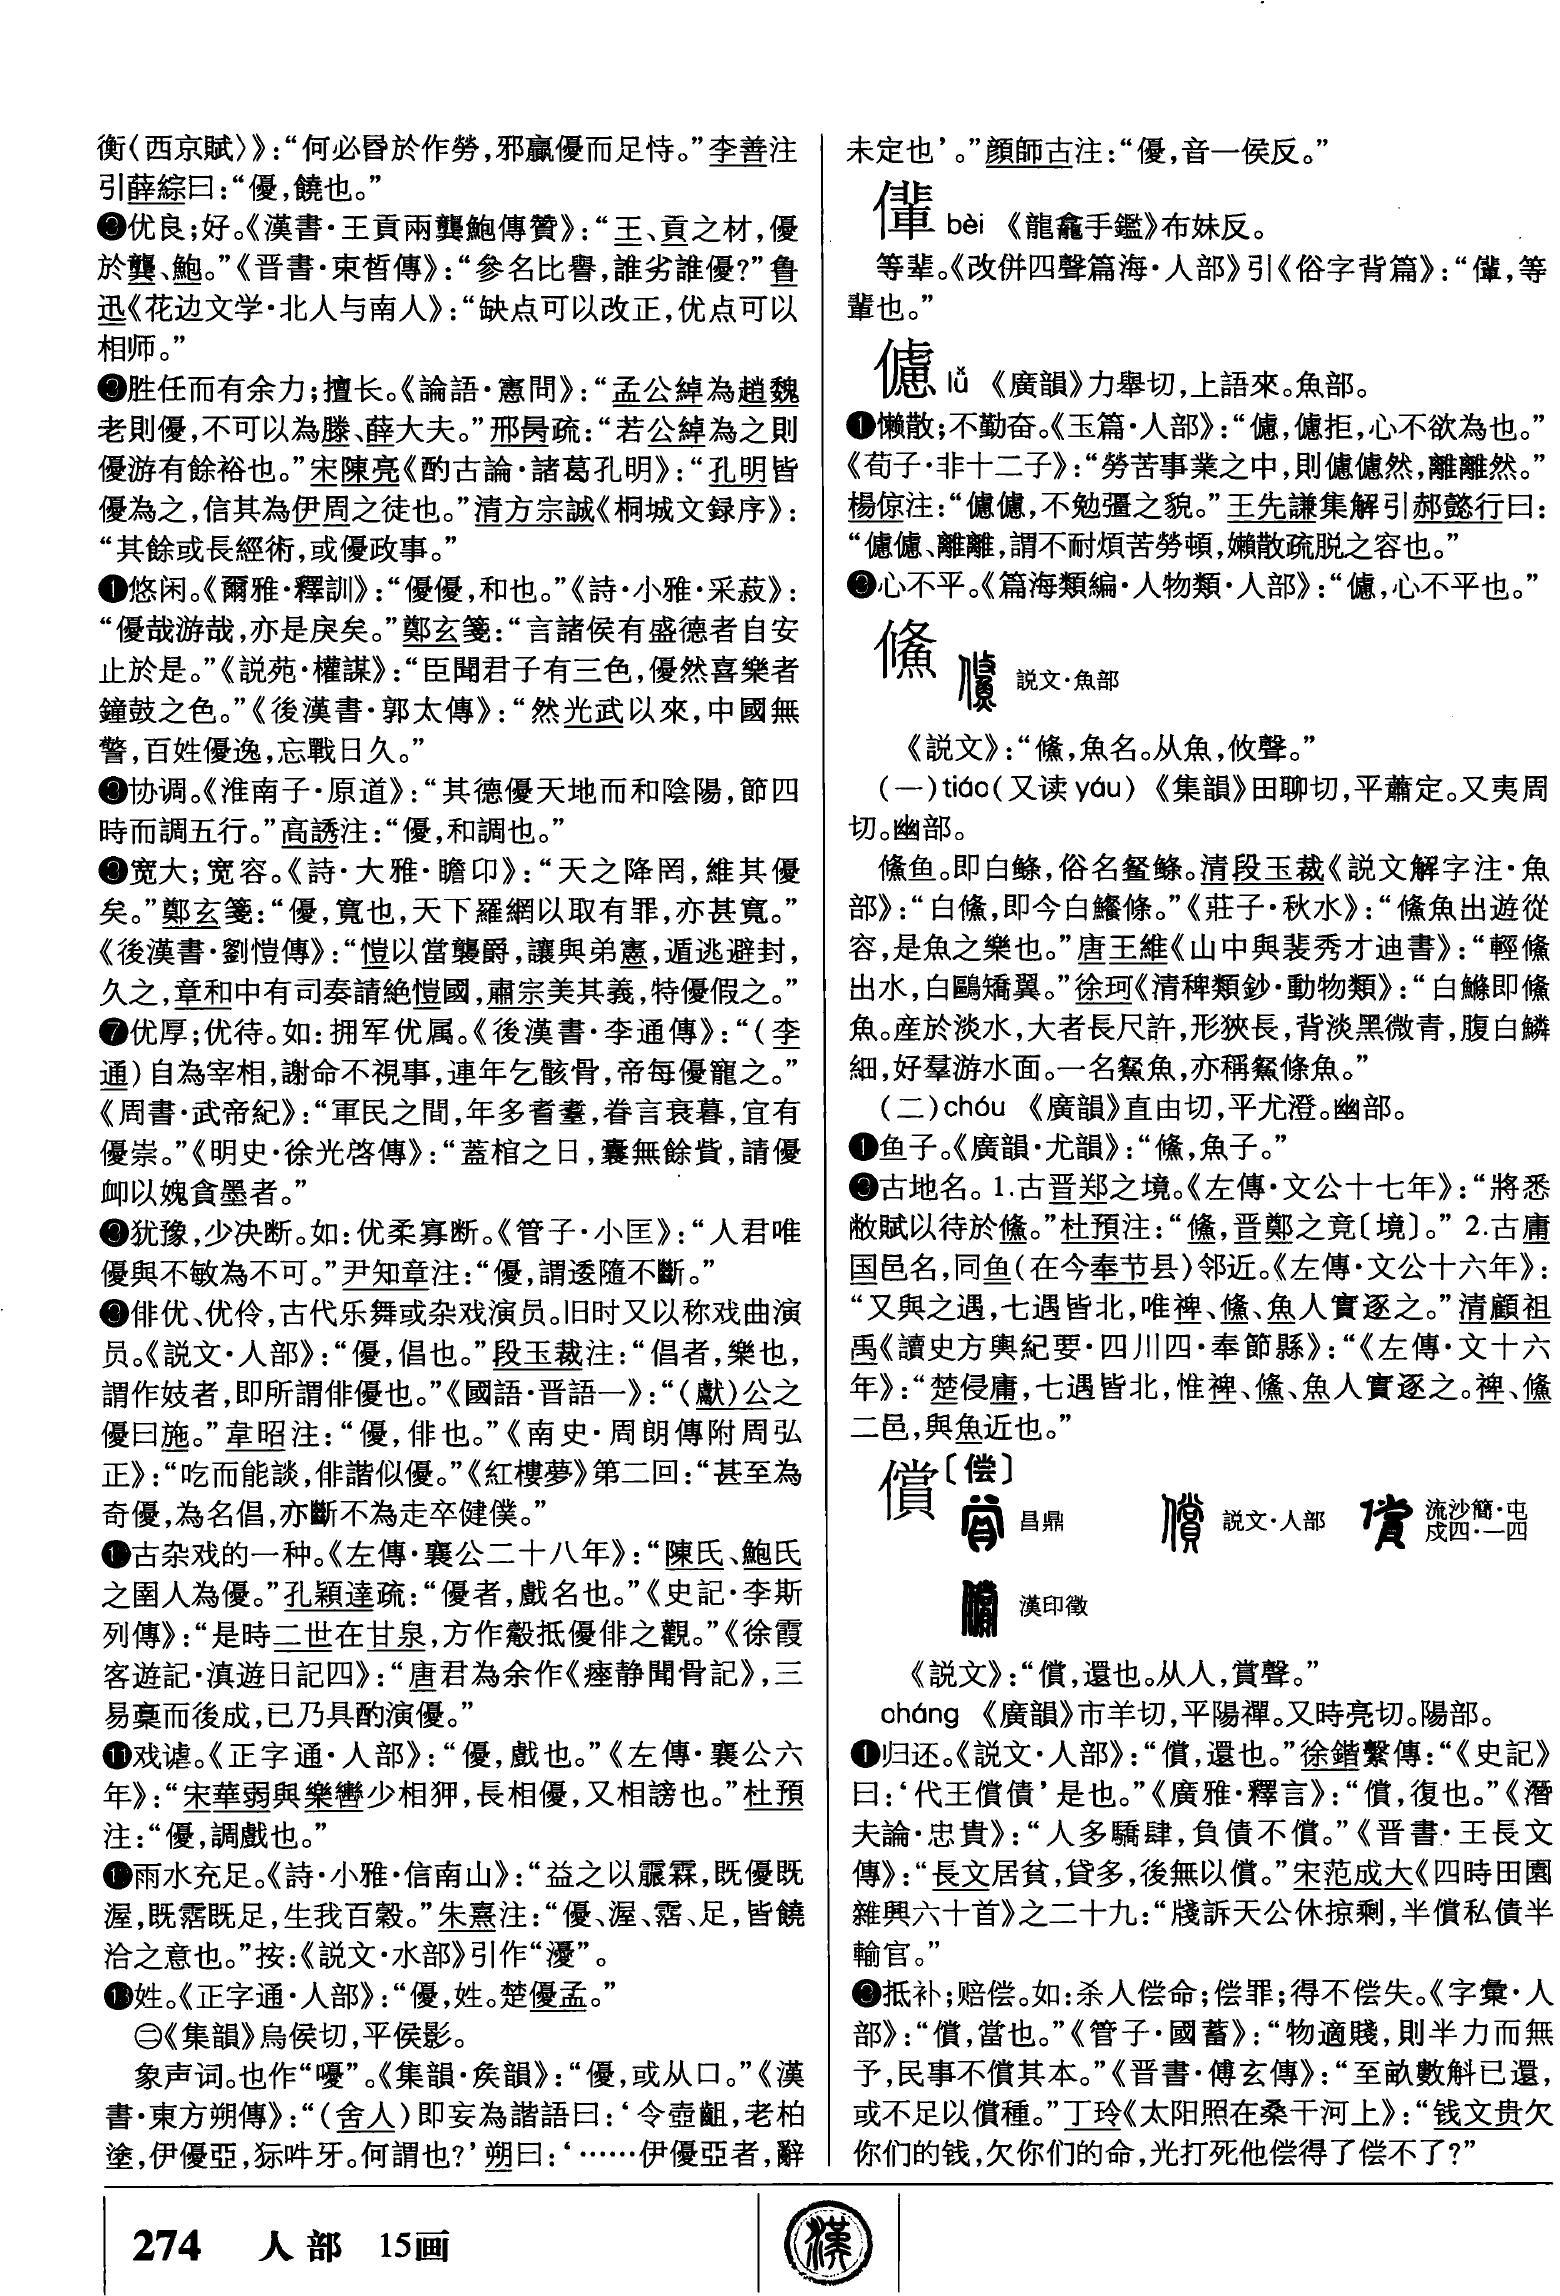 衡〈西京賦〉》：“何必昬於作勞，邪贏優而足恃。”李善注
引薛綜曰：“優，饒也。”
❸优良；好。《漢書·王貢兩龔鮑傳贊》：“王、貢之材，優
於龔、鮑。”《晋書·束皙傳》：“參名比譽，誰劣誰優?”鲁
迅《花边文学·北人与南人》：“缺点可以改正，优点可以
相师。”
❸胜任而有余力；擅长。《論語·憲問》：“孟公綽為趙魏
老則優，不可以為滕、薛大夫。”邢昺疏：“若公綽為之則
優游有餘裕也。”宋陳亮《酌古論·諸葛孔明》：“孔明皆
優為之，信其為伊周之徒也。”清方宗誠《桐城文録序》：
“其餘或長經術，或優政事。”
❶悠闲。《爾雅·釋訓》：“優優，和也。”《詩·小雅·采菽》：
“優哉游哉，亦是戾矣。”鄭玄箋：“言諸侯有盛德者自安
止於是。”《説苑·權謀》：“臣聞君子有三色，優然喜樂者
鐘鼓之色。”《後漢書·郭太傳》：“然光武以來，中國無
警，百姓優逸，忘戰日久。”
❸协调。《淮南子·原道》：“其德優天地而和陰陽，節四
時而調五行。”高誘注：“優，和調也。”
❸宽大；宽容。《詩·大雅·瞻卬》：“天之降罔，維其優
矣。”鄭玄箋：“優，寬也，天下羅網以取有罪，亦甚寬。”
《後漢書·劉愷傳》：“愷以當襲爵，讓與弟憲，遁逃避封，
久之，章和中有司奏請絶愷國，肅宗美其義，特優假之。”
❼优厚；优待。如：拥军优属。《後漢書·李通傳》：“（李
通）自為宰相，謝命不視事，連年乞骸骨，帝每優寵之。”
《周書·武帝紀》：“軍民之間，年多耆耋，眷言衰暮，宜有
優崇。”《明史·徐光啓傳》：“蓋棺之日，囊無餘貲，請優
卹以媿貪墨者。”
❸犹豫，少决断。如：优柔寡断。《管子·小匡》：“人君唯
優與不敏為不可。”尹知章注：“優，謂逶隨不斷。”
❸俳优、优伶，古代乐舞或杂戏演员。旧时又以称戏曲演
员。《説文·人部》：“優，倡也。”段玉裁注：“倡者，樂也，
謂作妓者，即所謂俳優也。”《國語·晋語一》：“（獻）公之
優曰施。”韋昭注：“優，俳也。”《南史·周朗傳附周弘
正》：“吃而能談，俳諧似優。”《紅樓夢》第二回：“甚至為
奇優，為名倡，亦斷不為走卒健僕。”
❿古杂戏的一种。《左傳·襄公二十八年》：“陳氏、鮑氏
之圉人為優。”孔穎達疏：“優者，戲名也。”《史記·李斯
列傳》：“是時二世在甘泉，方作觳抵優俳之觀。”《徐霞
客遊記·滇遊日記四》：“唐君為余作《瘞静聞骨記》，三
易稾而後成，已乃具酌演優。”
⓫戏谑。《正字通·人部》：“優，戲也。”《左傳·襄公六
年》：“宋華弱與樂轡少相狎，長相優，又相謗也。”杜預
注：“優，調戲也。”
⓬雨水充足。《詩·小雅·信南山》：“益之以霢霖，既優既
渥，既霑既足，生我百穀。”朱熹注：“優、渥、霑、足，皆饒
洽之意也。”按：《説文·水部》引作“瀀”。
⓭姓。《正字通·人部》：“優，姓。楚優孟。”
㊁《集韻》烏侯切，平侯影。
象声词。也作“嚘”。《集韻·矦韻》：“優，或从口。”《漢
書·東方朔傳》：“（舍人）即妄為諧語曰：‘令壺齟，老柏
塗，伊優亞，狋吽牙。何謂也?’朔曰：‘……伊優亞者，辭
未定也’。”顔師古注：“優，音一侯反。”
㒍 bèi 《龍龕手鑑》布妹反。
等辈。《改併四聲篇海·人部》引《俗字背篇》：“㒍，等
輩也。”
儢 lǚ 《廣韻》力舉切，上語來。魚部。
❶懒散；不勤奋。《玉篇·人部》：“儢，儢拒，心不欲為也。”
《荀子·非十二子》：“勞苦事業之中，則儢儢然，離離然。”
楊倞注：“儢儢，不勉彊之貌。”王先謙集解引郝懿行曰：
“儢儢、離離，謂不耐煩苦勞頓，嬾散疏脱之容也。”
❷心不平。《篇海類編·人物類·人部》：“儢，心不平也。”
鯈 説文·魚部
《説文》：“鯈，魚名。从魚，攸聲。”
（一）tiáo（又读 yáu） 《集韻》田聊切，平蕭定。又夷周
切。幽部。
鯈鱼。即白鲦，俗名䱗鲦。清段玉裁《説文解字注·魚
部》：“白鯈，即今白鰺條。”《莊子·秋水》：“鯈魚出遊從
容，是魚之樂也。”唐王維《山中與裴秀才迪書》：“輕鯈
出水，白鷗矯翼。”徐珂《清稗類鈔·動物類》：“白鰷即鯈
魚。産於淡水，大者長尺許，形狹長，背淡黑微青，腹白鱗
細，好羣游水面。一名䱗魚，亦稱䱗條魚。”
（二）chóu 《廣韻》直由切，平尤澄。幽部。
❶鱼子。《廣韻·尤韻》：“鯈，魚子。”
❷古地名。1.古晋郑之境。《左傳·文公十七年》：“將悉
敝賦以待於鯈。”杜預注：“鯈，晋鄭之竟〔境〕。” 2.古庸
国邑名，同鱼（在今奉节县）邻近。《左傳·文公十六年》：
“又與之遇，七遇皆北，唯裨、鯈、魚人實逐之。”清顧祖
禹《讀史方輿紀要·四川四·奉節縣》：“《左傳·文十六
年》：“楚侵庸，七遇皆北，惟裨、鯈、魚人實逐之。裨、鯈
二邑，與魚近也。”
償〔偿〕
昌鼎 説文·人部 流沙簡·屯戍四·一四
漢印徵
《説文》：“償，還也。从人，賞聲。”
cháng 《廣韻》市羊切，平陽禪。又時亮切。陽部。
❶归还。《説文·人部》：“償，還也。”徐鍇繫傳：“《史記》
曰：‘代王償債’是也。”《廣雅·釋言》：“償，復也。”《潛
夫論·忠貴》：“人多驕肆，負債不償。”《晋書·王長文
傳》：“長文居貧，貸多，後無以償。”宋范成大《四時田園
雜興六十首》之二十九：“牋訴天公休掠剩，半償私債半
輸官。”
❷抵补；赔偿。如：杀人偿命；偿罪；得不偿失。《字彙·人
部》：“償，當也。”《管子·國蓄》：“物適賤，則半力而無
予，民事不償其本。”《晋書·傅玄傳》：“至畝數斛已還，
或不足以償種。”丁玲《太阳照在桑干河上》：“钱文贵欠
你们的钱，欠你们的命，光打死他偿得了偿不了?”
274 人部 15画
漢